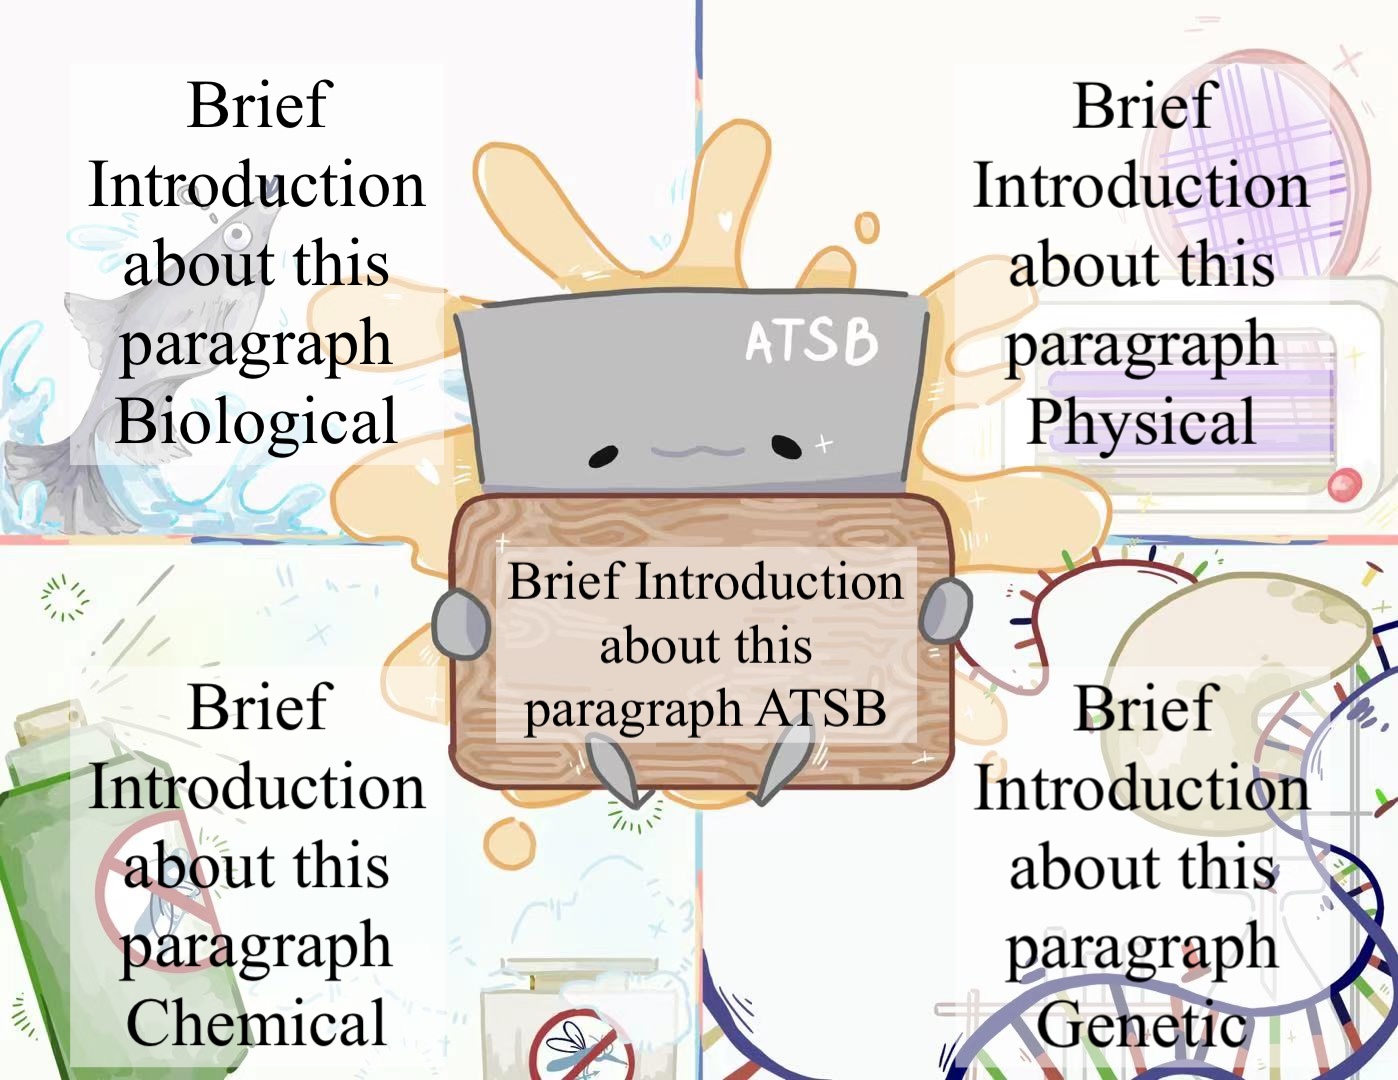 Brief
Introduction
about this
paragraph
Biological
Brief
Introduction
about this
paragraph
Physical
ATSB
Brief Introduction
about this
paragraph ATSB
Brief
Introduction
about this
paragraph
Chemical
Brief
Introduction
about this
paragraph
Genetic